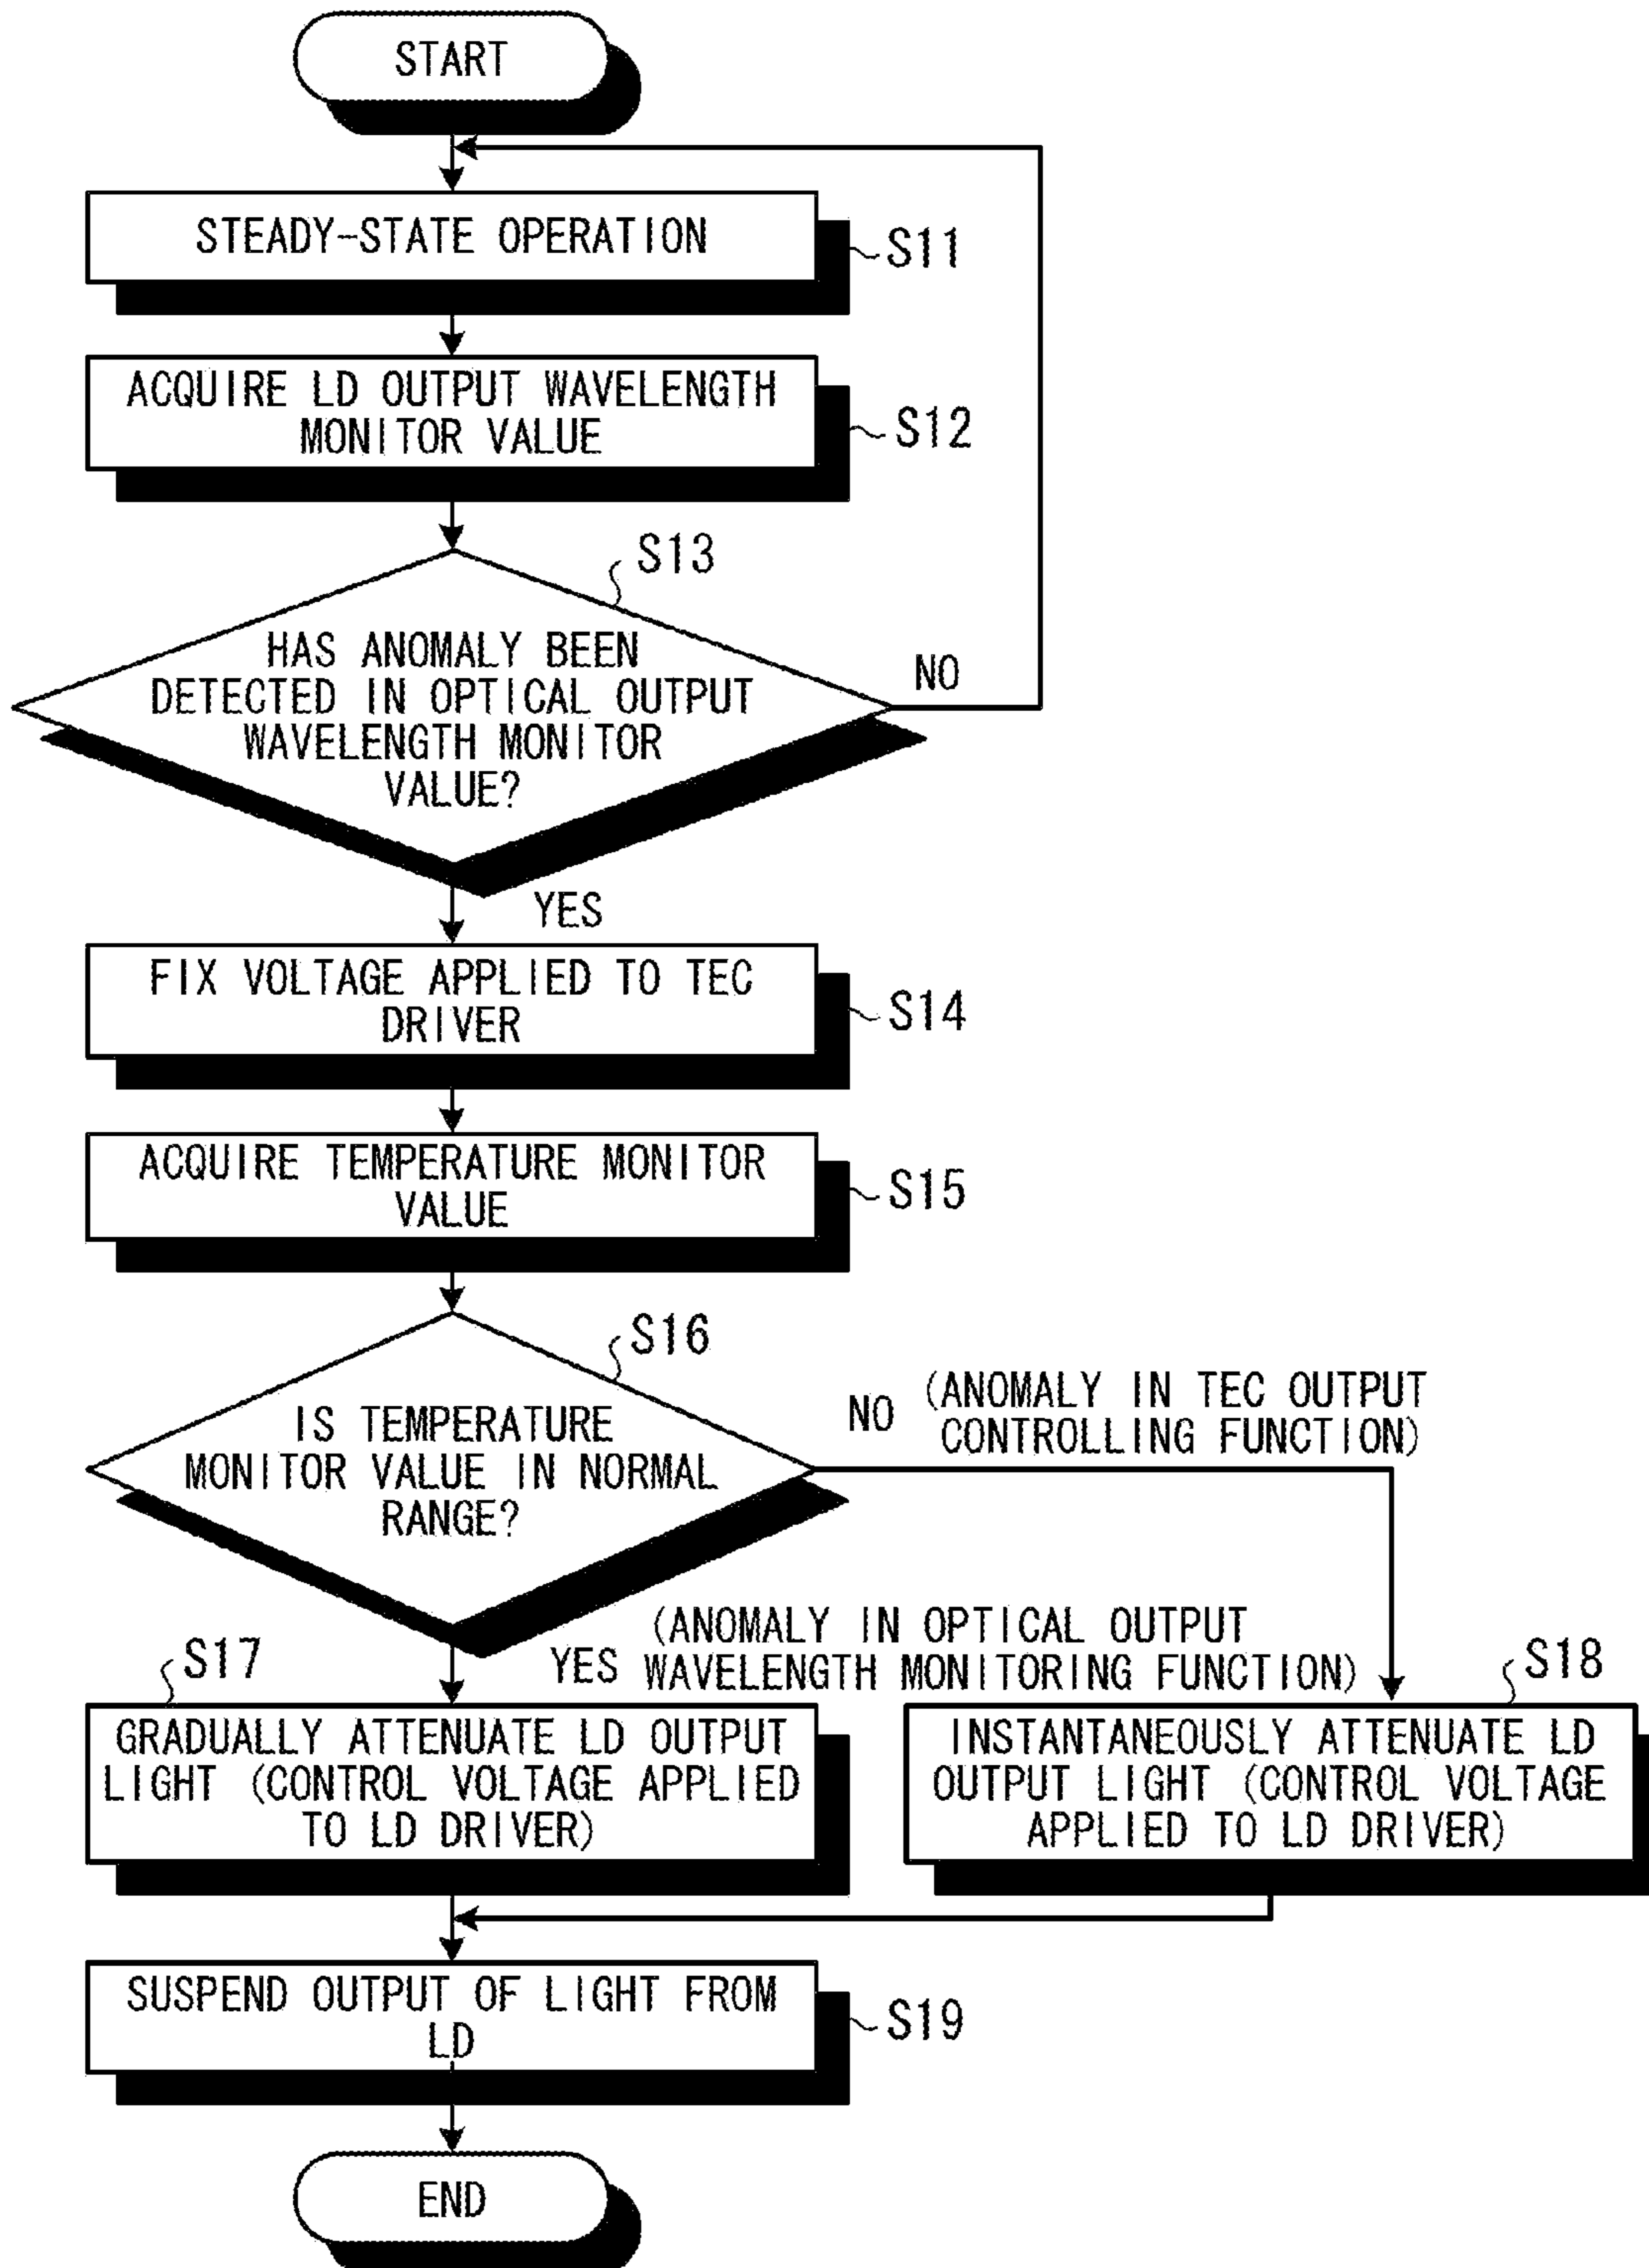 START
STEADY-STATE OPERATION
S11
ACQUIRE LD OUTPUT WAVELENGTH
MONITOR VALUE
S12
S13
HAS ANOMALY BEEN
DETECTED IN OPTICAL OUTPUT
WAVELENGTH MONITOR
VALUE?
NO
YES
FIX VOLTAGE APPLIED TO TEC
DRIVER
S14
ACQUIRE TEMPERATURE MONITOR
VALUE
S15
S16
IS TEMPERATURE
MONITOR VALUE IN NORMAL
RANGE?
NO (ANOMALY IN TEC OUTPUT
CONTROLLING FUNCTION)
(ANOMALY IN OPTICAL OUTPUT
YES WAVELENGTH MONITORING FUNCTION)
S17
GRADUALLY ATTENUATE LD OUTPUT
LIGHT (CONTROL VOLTAGE APPLIED
TO LD DRIVER)
S18
INSTANTANEOUSLY ATTENUATE LD
OUTPUT LIGHT (CONTROL VOLTAGE
APPLIED TO LD DRIVER)
SUSPEND OUTPUT OF LIGHT FROM
LD
S19
END